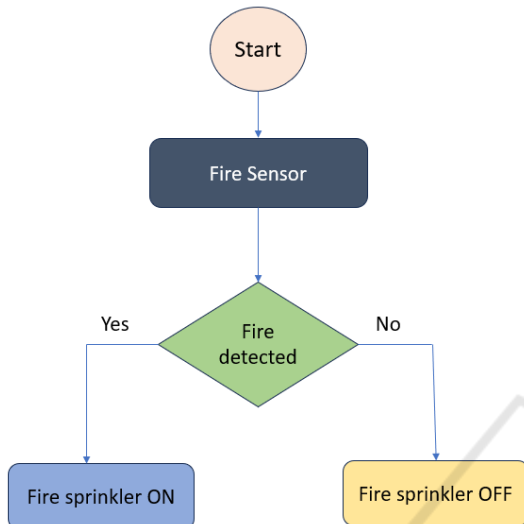 Start
Fire Sensor
Yes
Fire
detected
No
Fire sprinkler ON
Fire sprinkler OFF